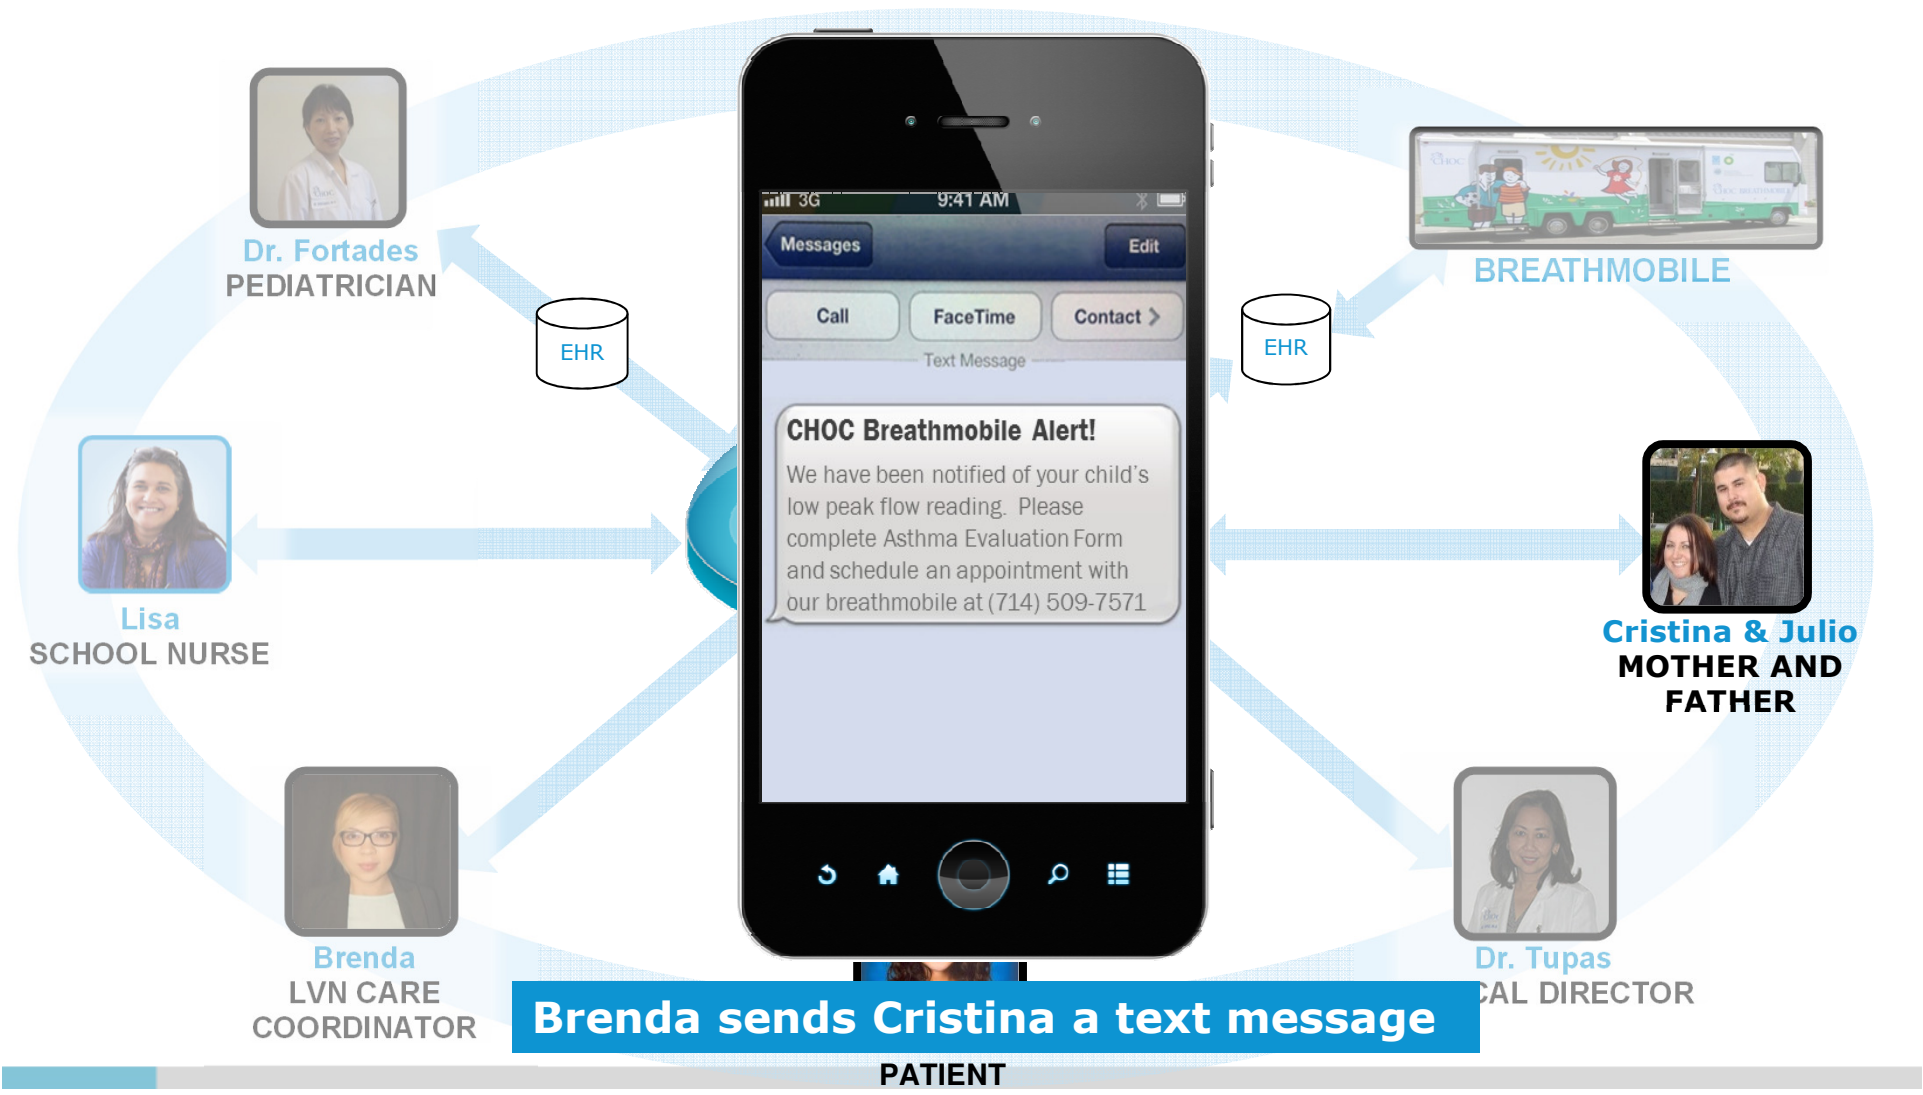 3G 9:41 AM
Messages
Edit
Call
FaceTime
Contact
Text Message
CHOC Breathmobile Alert!
We have been notified of your child's
low peak flow reading. Please
complete Asthma Evaluation Form
and schedule an appointment with
our breathmobile at (714) 509-7571
Dr. Fortades
PEDIATRICIAN
EHR
EHR
CHOC
CHOC BREATHMOBILE
BREATHMOBILE
Lisa
SCHOOL NURSE
Cristina & Julio
MOTHER AND
FATHER
Brenda
LVN CARE
COORDINATOR
Dr. Tupas
CAL DIRECTOR
Brenda sends Cristina a text message
PATIENT